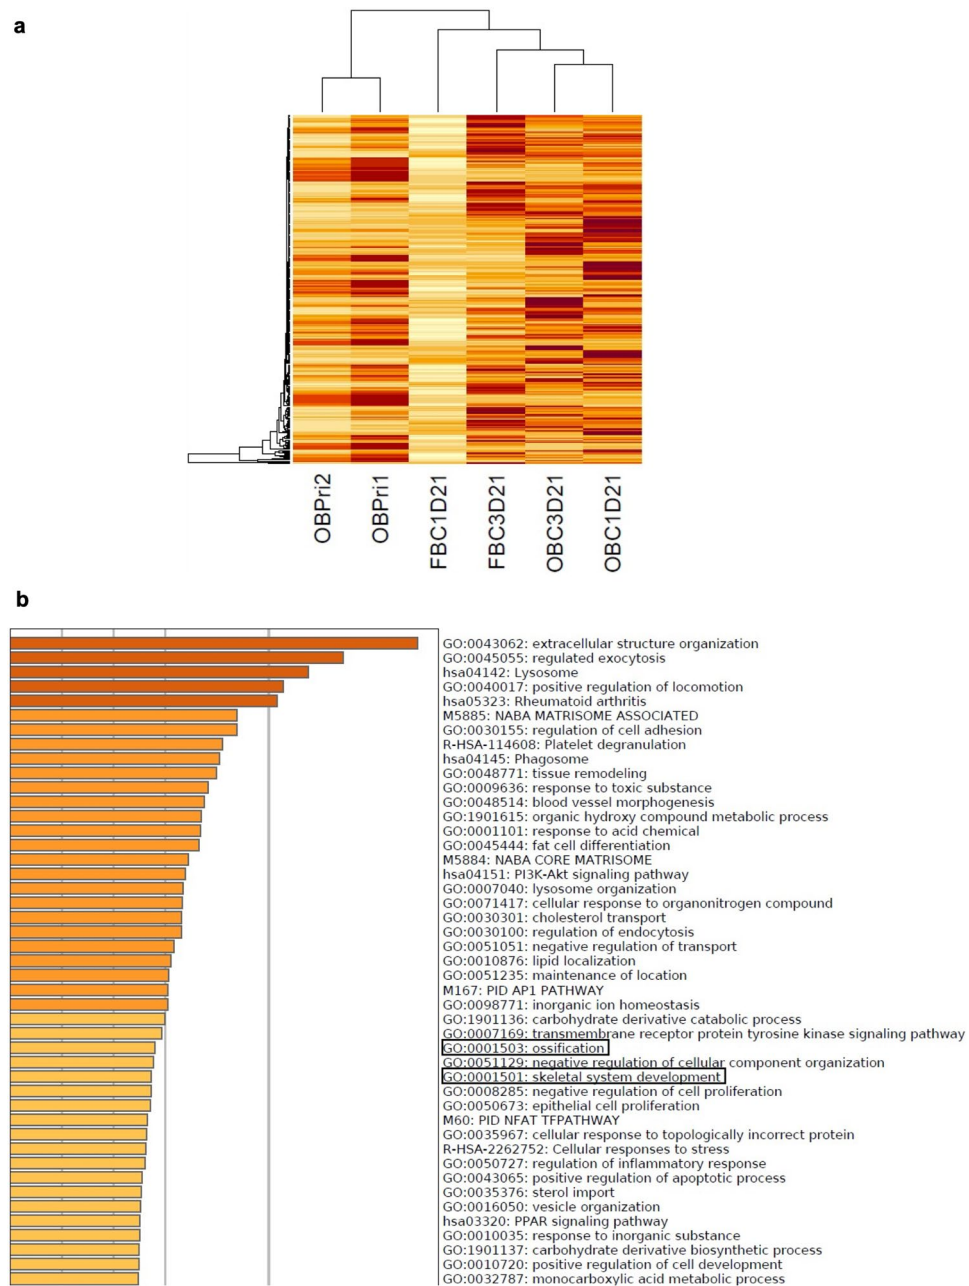 a
OBPri2
OBPri1
FBC1D21
FBC3D21
OBC3D21
OBC1D21
b
GO:0043062: extracellular structure organization
GO:0045055: regulated exocytosis
hsa04142: Lysosome
GO:0040017: positive regulation of locomotion
hsa05323: Rheumatoid arthritis
M5885: NABA MATRISOME ASSOCIATED
GO:0030155: regulation of cell adhesion
R-HSA-114608: Platelet degranulation
hsa04145: Phagosome
GO:0048771: tissue remodeling
GO:0009636: response to toxic substance
GO:0048514: blood vessel morphogenesis
GO:1901615: organic hydroxy compound metabolic process
GO:0001101: response to acid chemical
GO:0045444: fat cell differentiation
M5884: NABA CORE MATRISOME
hsa04151: PI3K-Akt signaling pathway
GO:0007040: lysosome organization
GO:0071417: cellular response to organonitrogen compound
GO:0030301: cholesterol transport
GO:0030100: regulation of endocytosis
GO:0051051: negative regulation of transport
GO:0010876: lipid localization
GO:0051235: maintenance of location
M167: PID AP1 PATHWAY
GO:0098771: inorganic ion homeostasis
GO:1901136: carbohydrate derivative catabolic process
GO:0007169: transmembrane receptor protein tyrosine kinase signaling pathway
GO:0001503: ossification
GO:0051129: negative regulation of cellular component organization
GO:0001501: skeletal system development
GO:0008285: negative regulation of cell proliferation
GO:0050673: epithelial cell proliferation
M60: PID NFAT TFPATHWAY
GO:0035967: cellular response to topologically incorrect protein
R-HSA-2262752: Cellular responses to stress
GO:0050727: regulation of inflammatory response
GO:0043065: positive regulation of apoptotic process
GO:0035376: sterol import
GO:0016050: vesicle organization
hsa03320: PPAR signaling pathway
GO:0010035: response to inorganic substance
GO:1901137: carbohydrate derivative biosynthetic process
GO:0010720: positive regulation of cell development
GO:0032787: monocarboxylic acid metabolic process